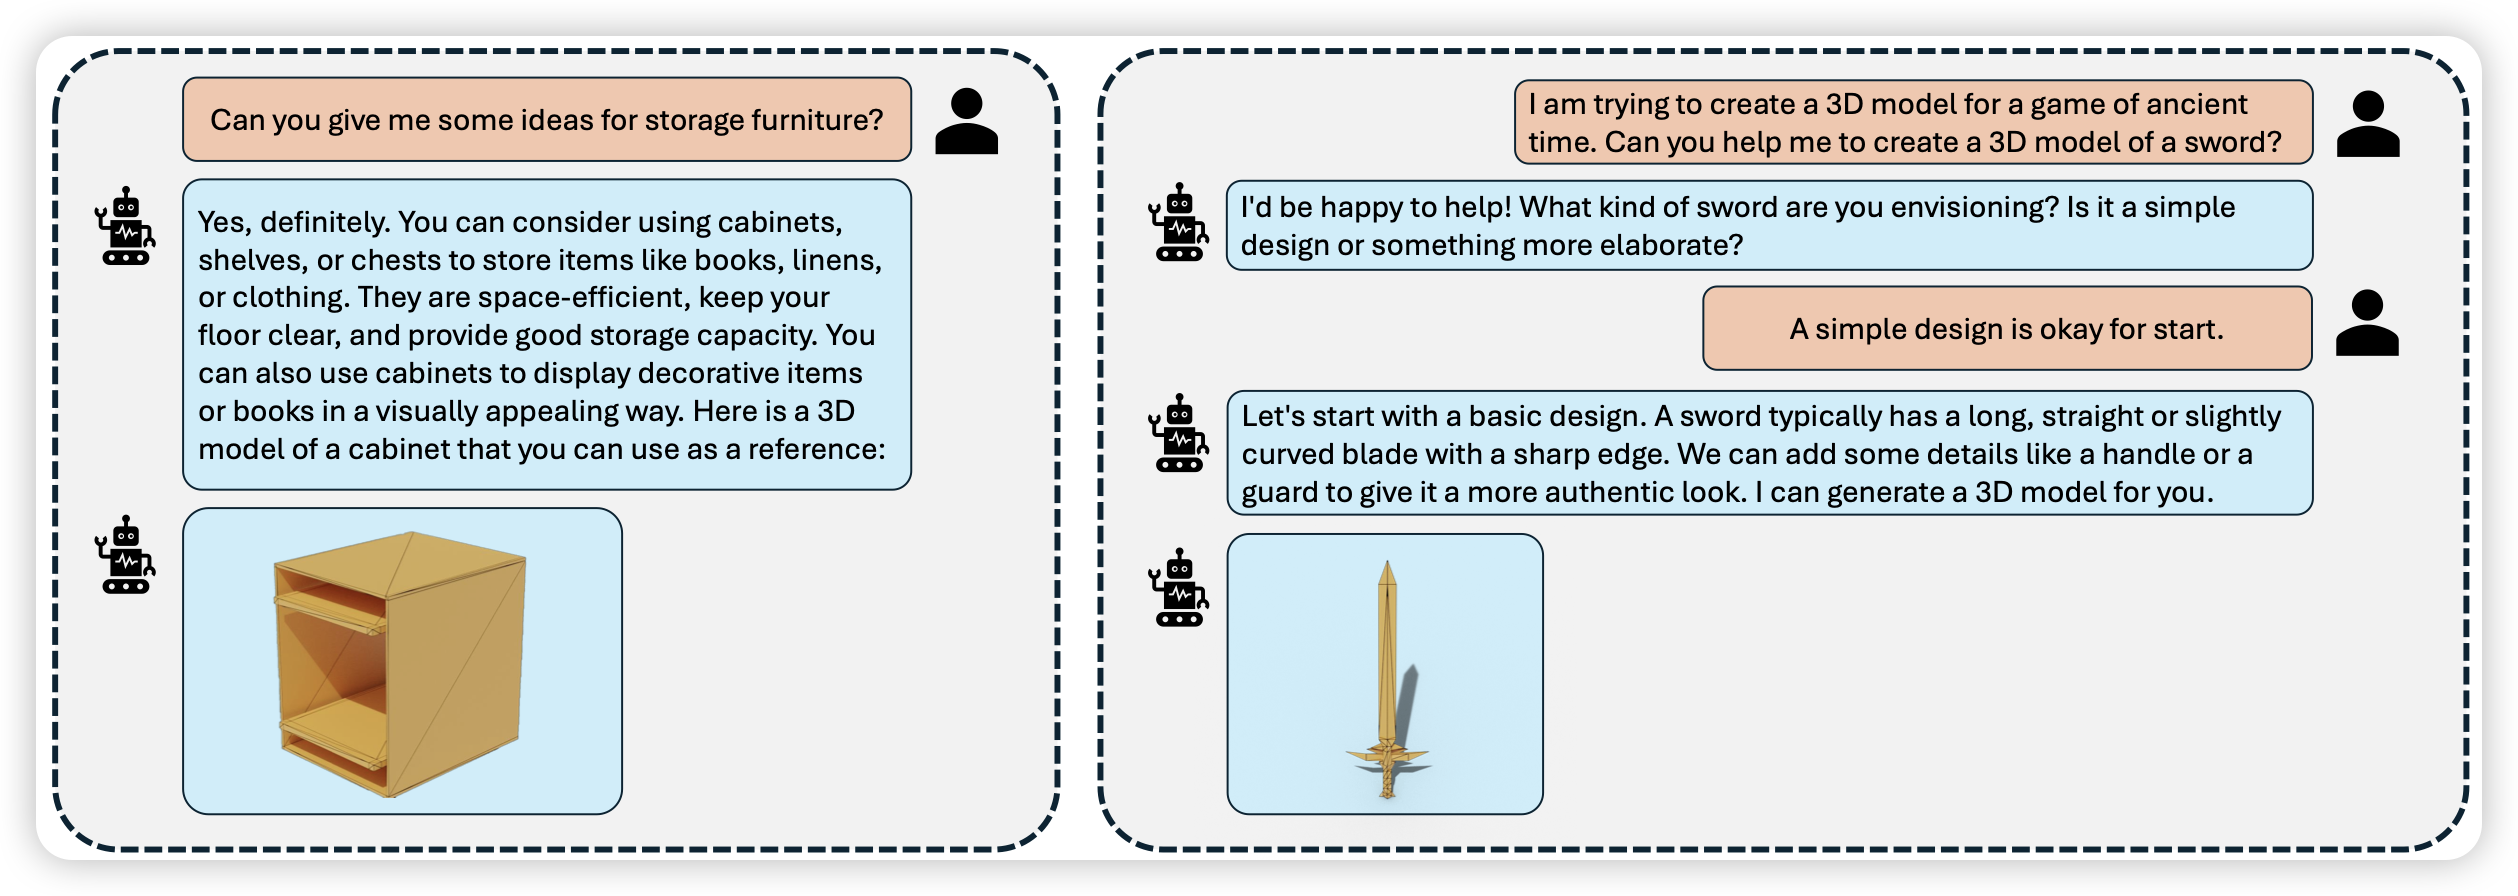 Can you give me some ideas for storage furniture?
Yes, definitely. You can consider using cabinets,
shelves, or chests to store items like books, linens,
or clothing. They are space-efficient, keep your
floor clear, and provide good storage capacity. You
can also use cabinets to display decorative items
or books in a visually appealing way. Here is a 3D
model of a cabinet that you can use as a reference:
I am trying to create a 3D model for a game of ancient
time. Can you help me to create a 3D model of a sword?
I'd be happy to help! What kind of sword are you envisioning? Is it a simple
design or something more elaborate?
A simple design is okay for start.
Let's start with a basic design. A sword typically has a long, straight or slightly
curved blade with a sharp edge. We can add some details like a handle or a
guard to give it a more authentic look. I can generate a 3D model for you.